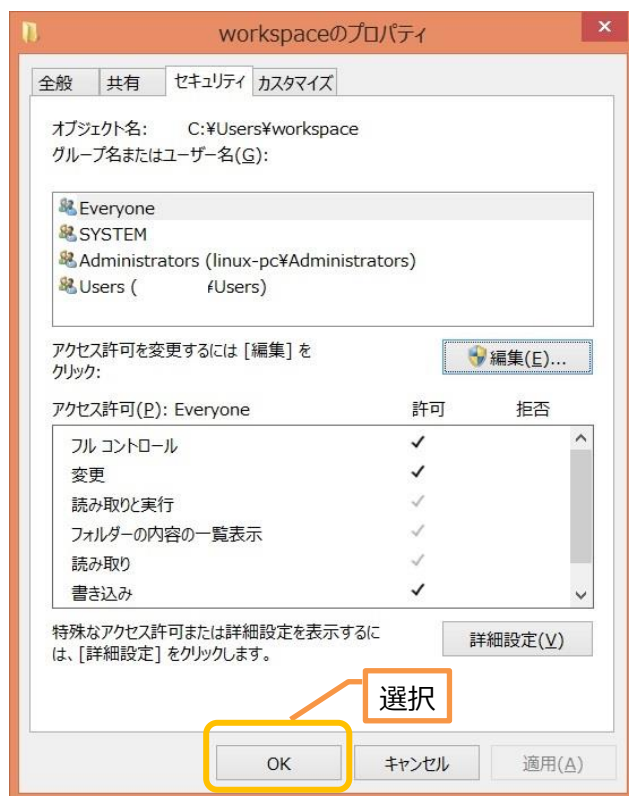 workspaceのプロパティ
全般 共有 セキュリティ カスタマイズ
オブジェクト名: C:¥Users¥workspace
グループ名またはユーザー名(G):
Everyone
SYSTEM
Administrators (linux-pc¥Administrators)
Users ( ¥Users)
アクセス許可を変更するには [編集] を
クリック:
編集(E)...
アクセス許可(P): Everyone 許可 拒否
フル コントロール
変更
読み取りと実行
フォルダーの内容の一覧表示
読み取り
書き込み
特殊なアクセス許可または詳細設定を表示するに
は、[詳細設定] をクリックします。
詳細設定(V)
選択
OK キャンセル 適用(A)